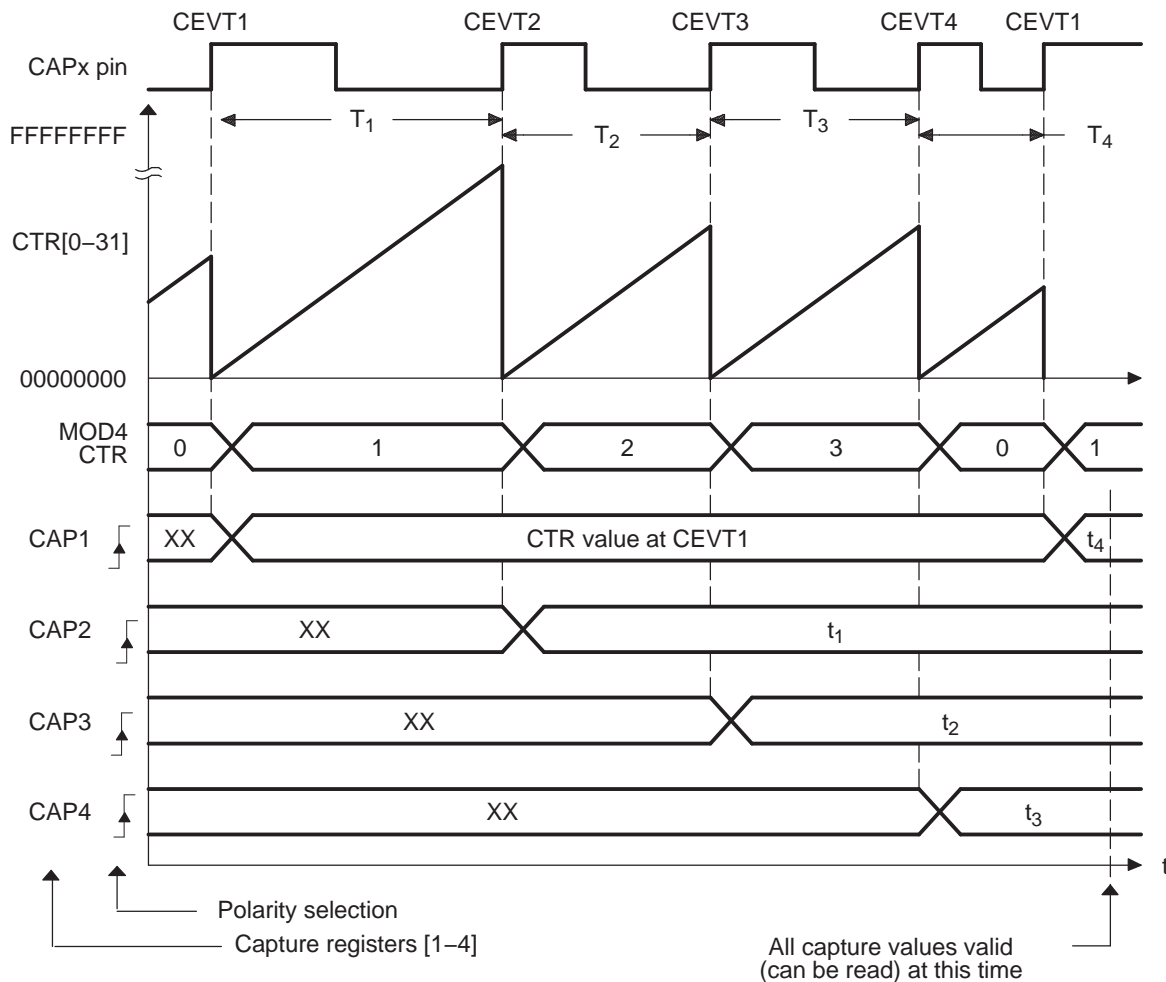 CEVT1 CEVT2 CEVT3 CEVT4 CEVT1
CAPx pin
T1 T3
FFFFFFFF T2 T4
CTR[0–31]
00000000
MOD4
CTR
0 1 2 3 0 1
CAP1 XX CTR value at CEVT1 t4
CAP2 XX t1
CAP3 XX t2
CAP4 XX t3
t
Polarity selection
Capture registers [1–4]
All capture values valid
(can be read) at this time